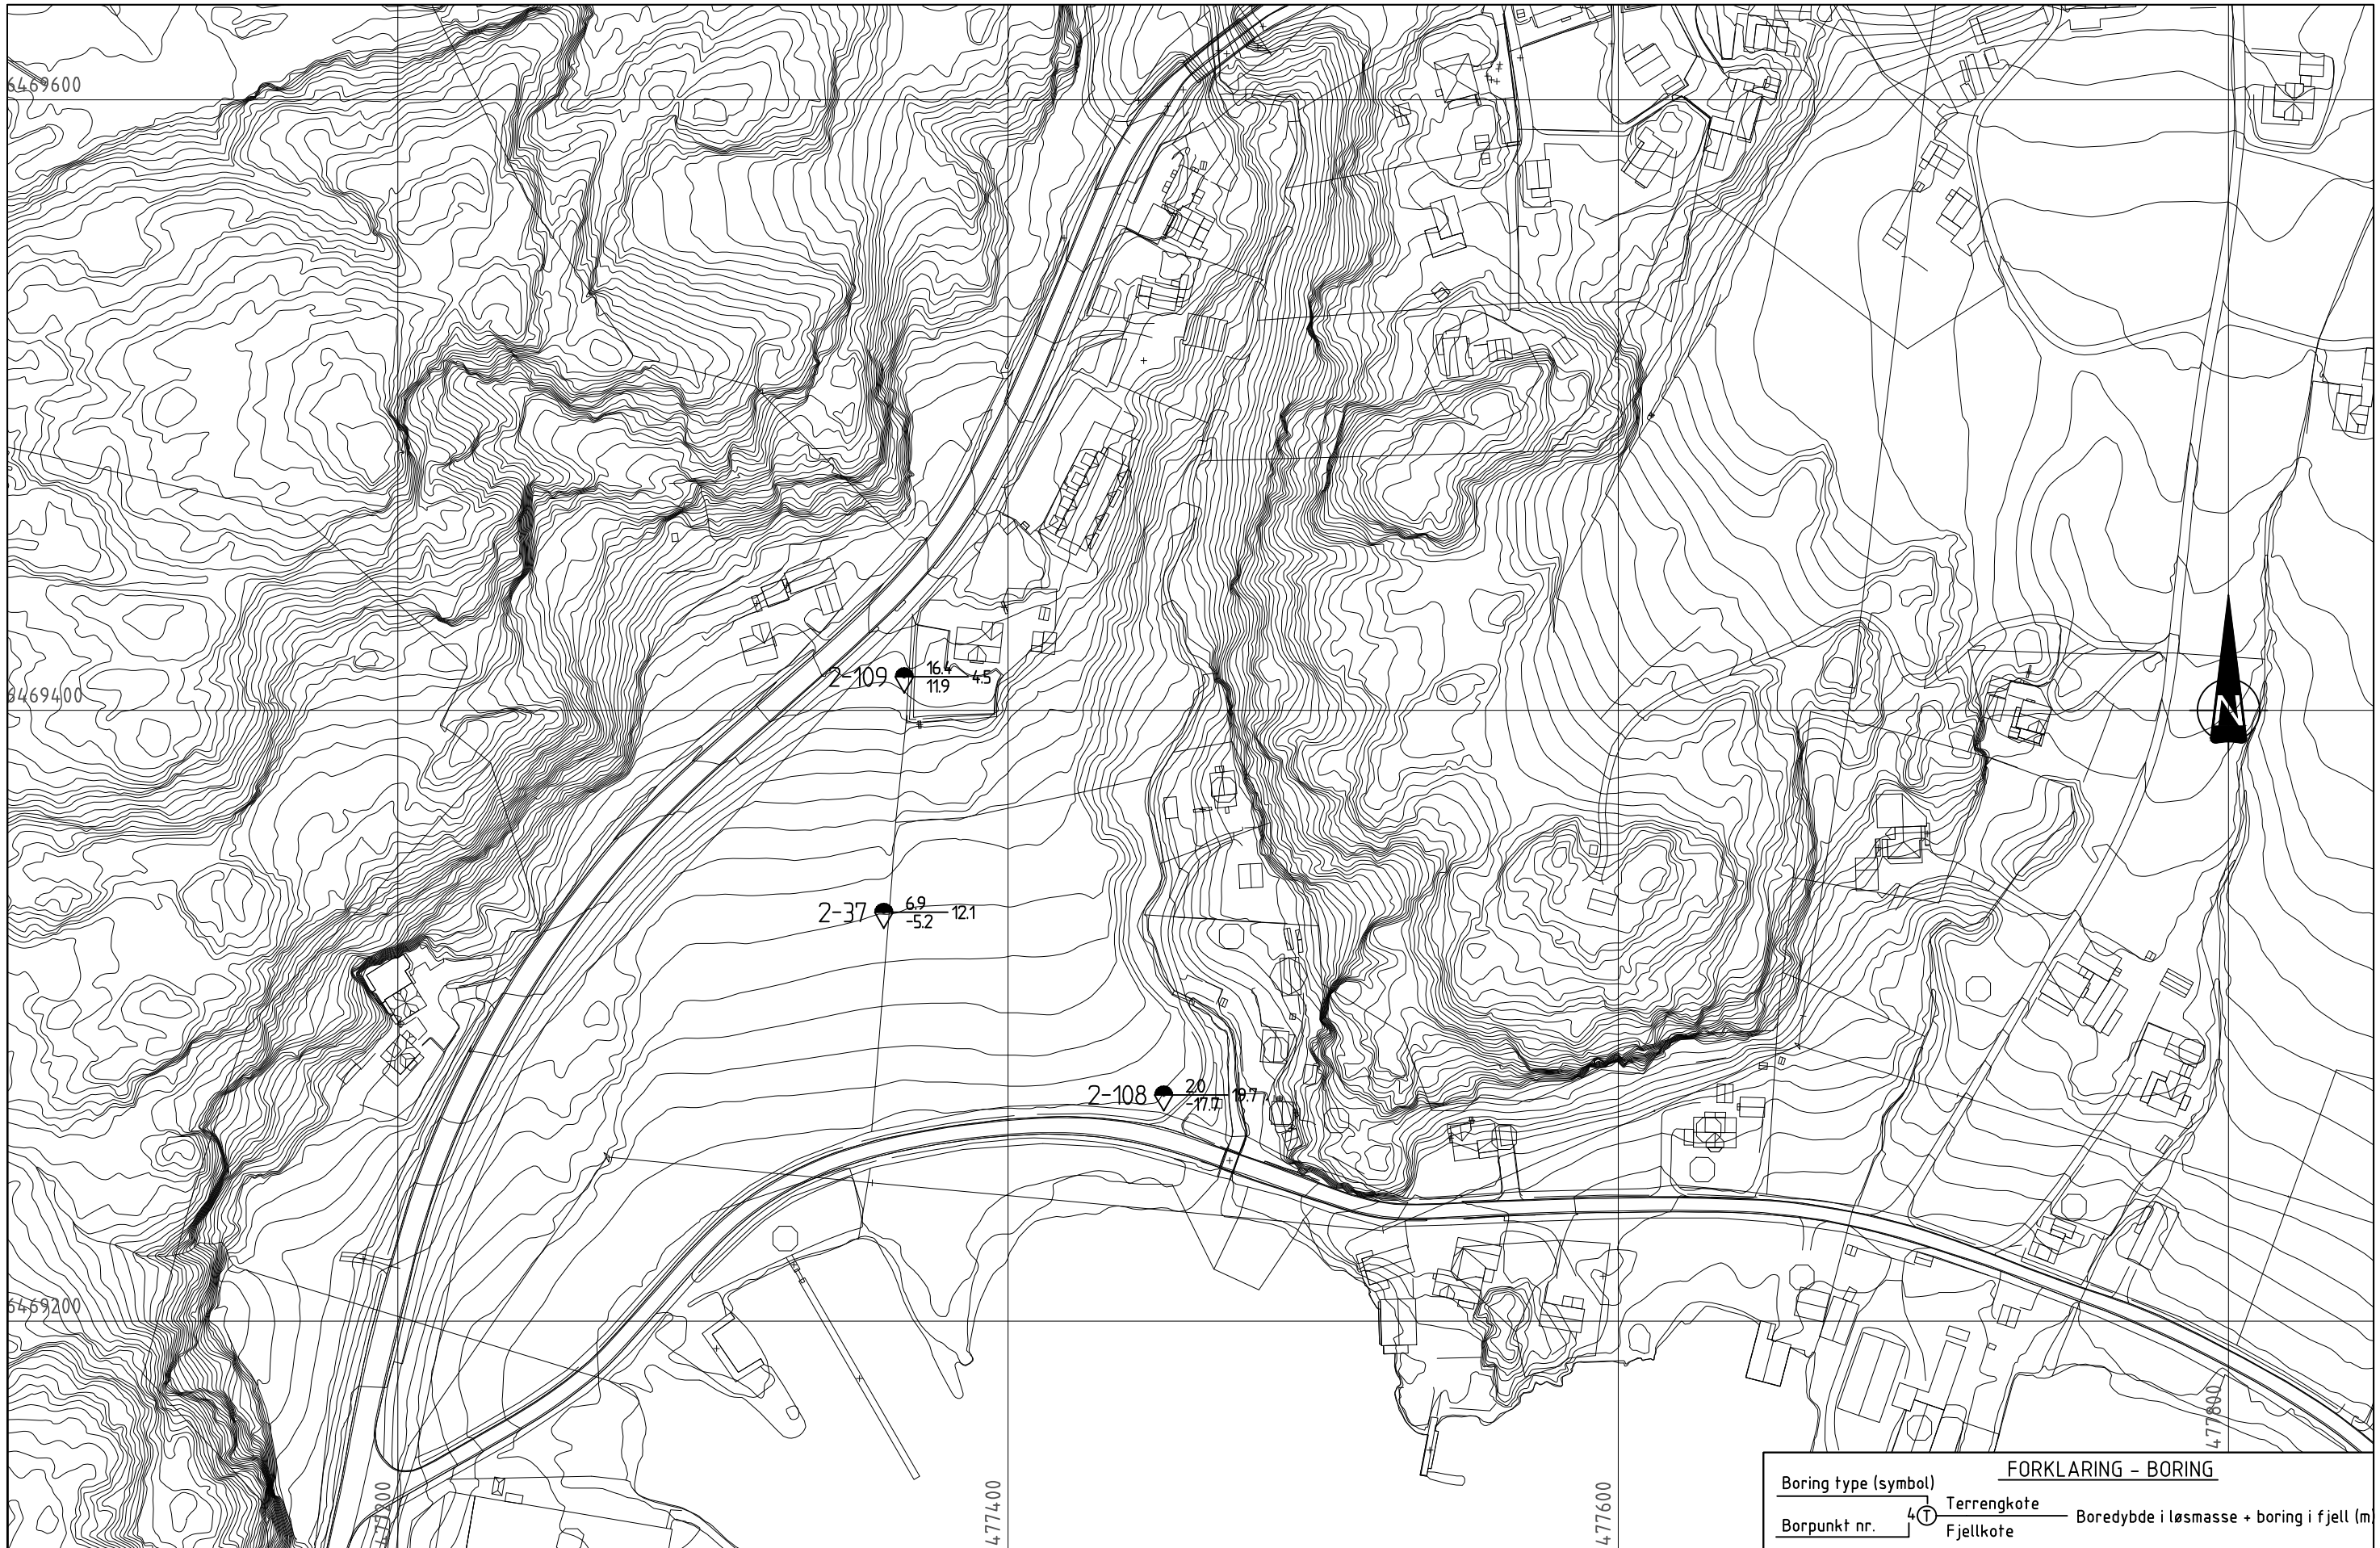 6469600
2-109 16.4 4.5
11.9
6469400
N
2-37 6.9 12.1
-5.2
2-108 2.0 19.7
-17.7
6469200
477200
477400
477600
477800
FORKLARING - BORING
Boring type (symbol)
Terrengkote
4 T Boredybde i løsmasse + boring i fjell (m
Borpunkt nr.
Fjellkote